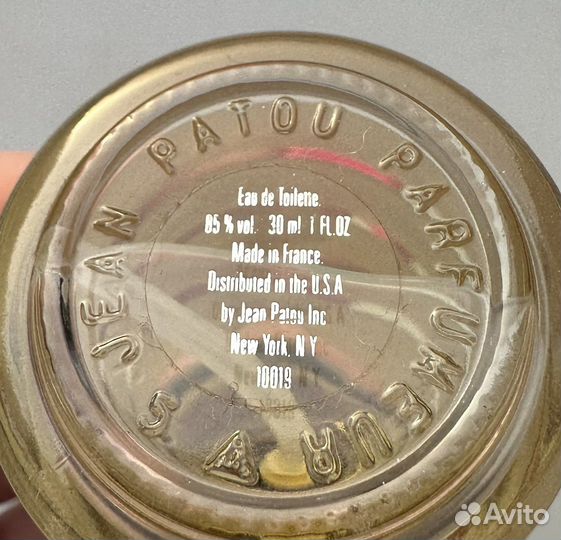 JEAN PATOU PARFUMEUR
5
Eau de Toilette.
85 % vol. 30 ml 1 FL.OZ
Made in France.
Distributed in the U.S.A
by Jean Patou Inc
New York, N Y
10019
Avito